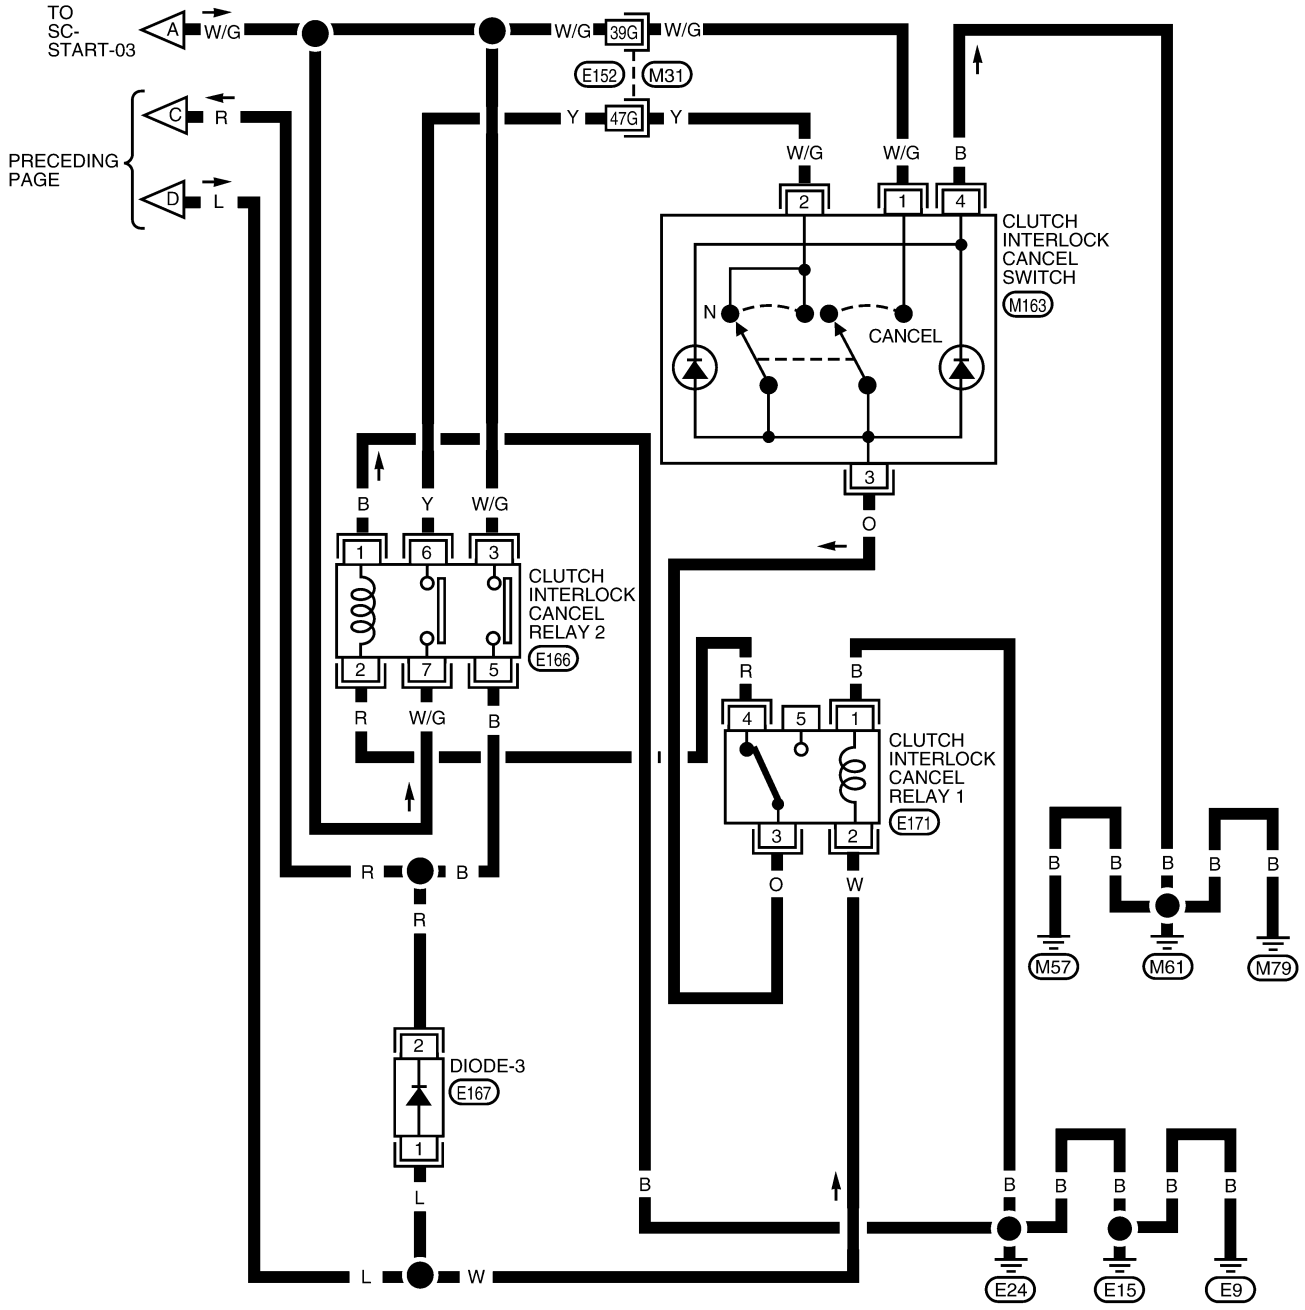 TO
SC-
START-03
A
W/G
W/G
39G
W/G
E152
M31
C
R
Y
47G
Y
PRECEDING
PAGE
D
L
W/G
W/G
B
2
1
4
CLUTCH
INTERLOCK
CANCEL
SWITCH
M163
N
CANCEL
3
O
B
Y
W/G
1
6
3
CLUTCH
INTERLOCK
CANCEL
RELAY 2
E166
2
7
5
R
W/G
B
R
B
4
5
1
CLUTCH
INTERLOCK
CANCEL
RELAY 1
E171
3
2
O
W
R
B
R
B
B
B
B
B
M57
M61
M79
2
DIODE-3
E167
1
L
B
B
B
B
B
B
L
W
E24
E15
E9